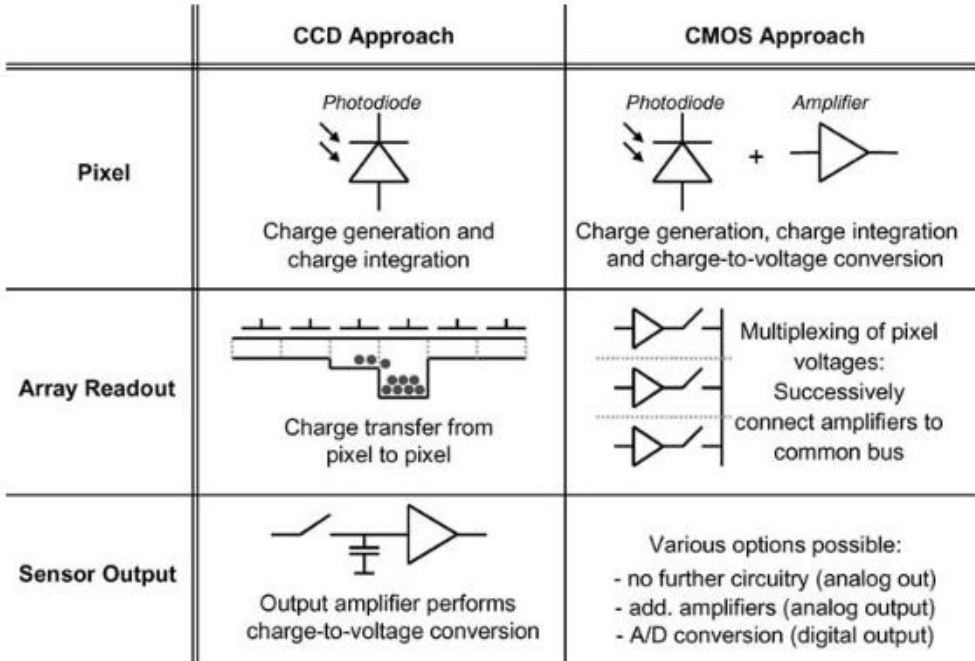 CCD Approach
CMOS Approach
Pixel
Photodiode
Charge generation and
charge integration
Photodiode
Amplifier
+
Charge generation, charge integration
and charge-to-voltage conversion
Array Readout
Charge transfer from
pixel to pixel
Multiplexing of pixel
voltages:
Successively
connect amplifiers to
common bus
Sensor Output
Output amplifier performs
charge-to-voltage conversion
Various options possible:
- no further circuitry (analog out)
- add. amplifiers (analog output)
- A/D conversion (digital output)